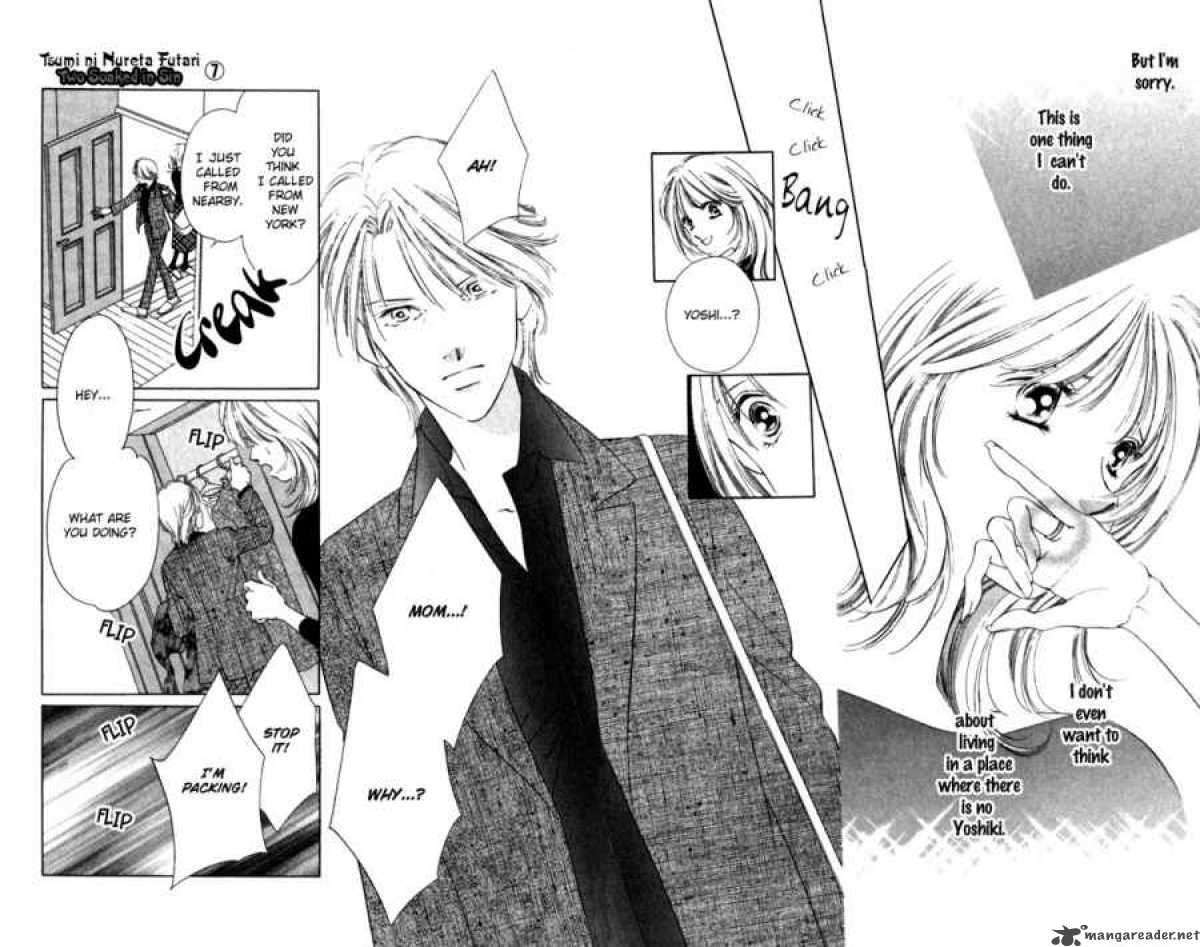 But I'm
sorry.
This is
one thing
I can't
do.
I don't
even
want to
think
about
living
in a place
where there
is no
Yoshiki.
Click
Click
Bang
Click
YOSHI...?
AH!
MOM...!
WHY...?
Tsumi ni Nureta Futari
Two Soaked in Sin
7
DID
YOU
THINK
I CALLED
FROM
NEW
YORK?
I JUST
CALLED
FROM
NEARBY.
Creak
HEY...
WHAT ARE
YOU DOING?
FLIP
FLIP
STOP
IT!
I'M
PACKING!
FLIP
FLIP
mangareader.net